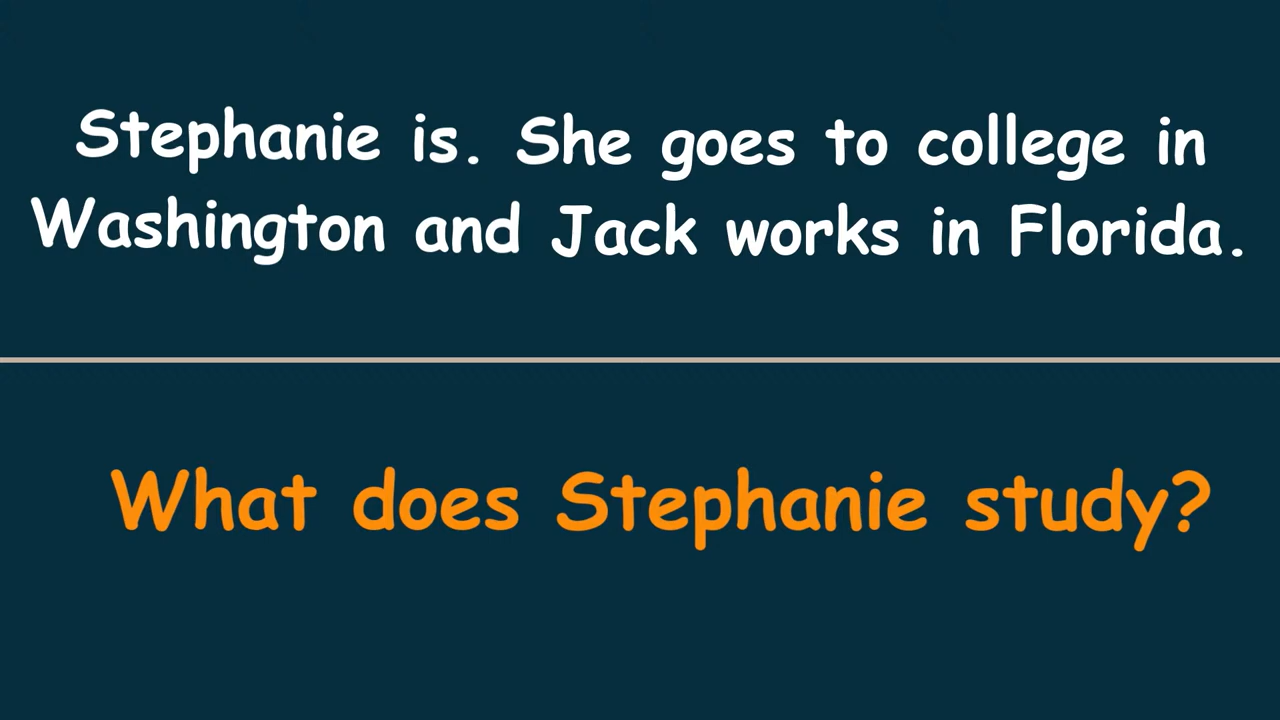 Stephanie is. She goes to college in
Washington and Jack works in Florida.
What does Stephanie study?